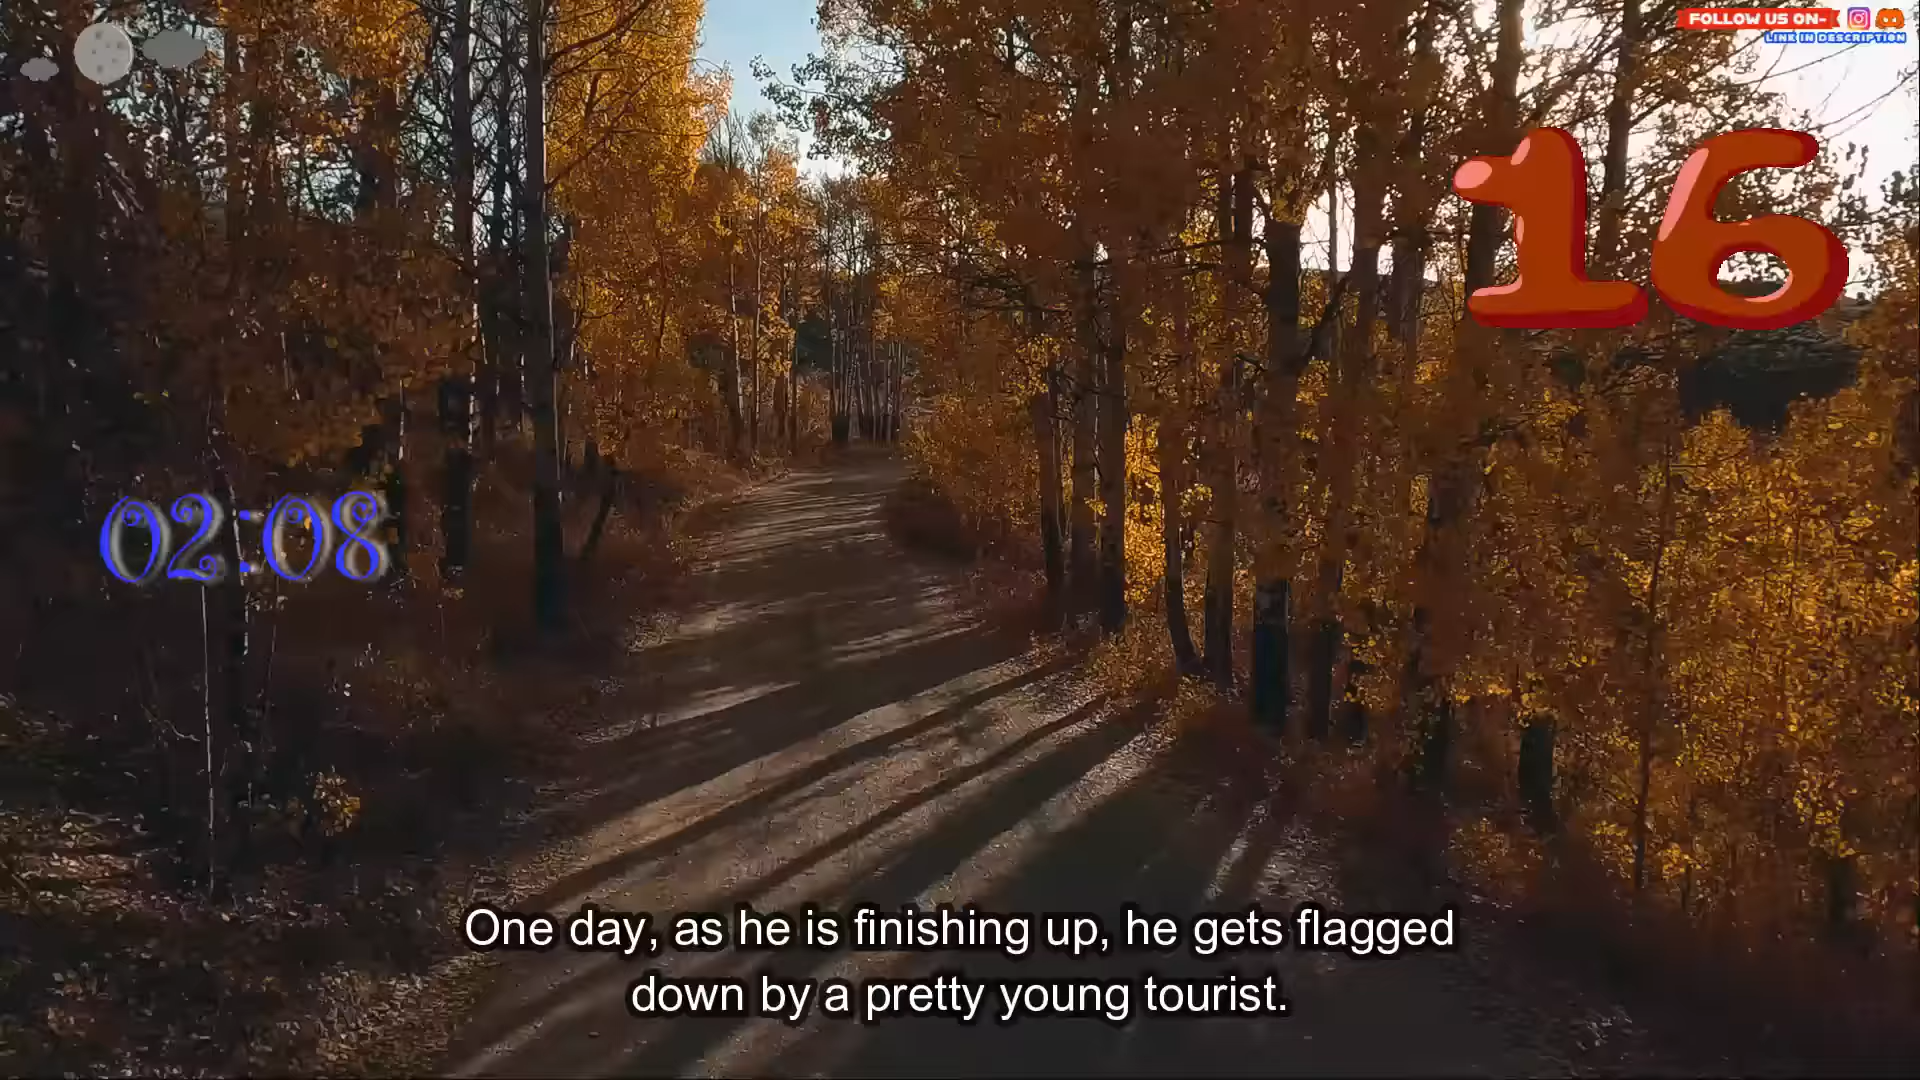 FOLLOW US ON-
LINK IN DESCRIPTION
16
02:08
One day, as he is finishing up, he gets flagged
down by a pretty young tourist.